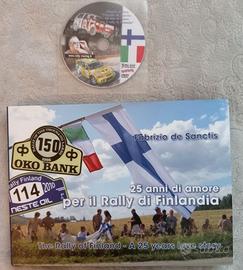 Fabrizio de Sanctis
25 anni di amore
per il Rally di Finlandia
150
OKO BANK
Rally Finland 2010
114
NESTE OIL
The Rally of Finland - A 25 years love story